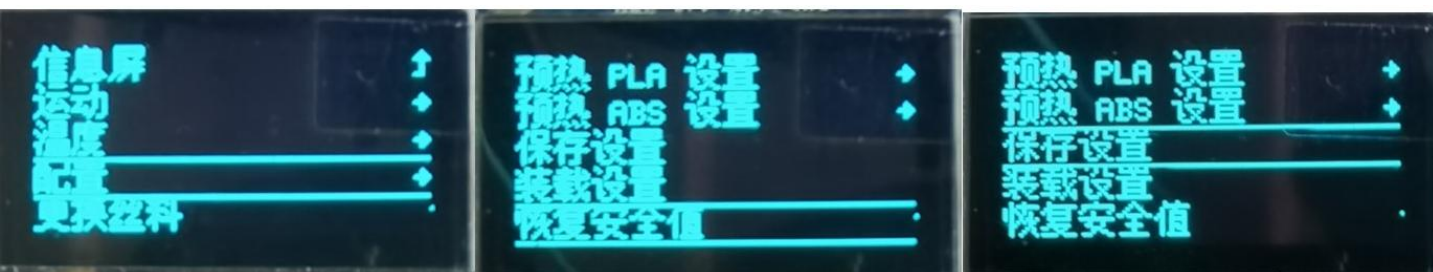 信息屏
运动
温度
配置
更换丝料
预热 PLA 设置
预热 ABS 设置
保存设置
装载设置
恢复安全值
预热 PLA 设置
预热 ABS 设置
保存设置
装载设置
恢复安全值